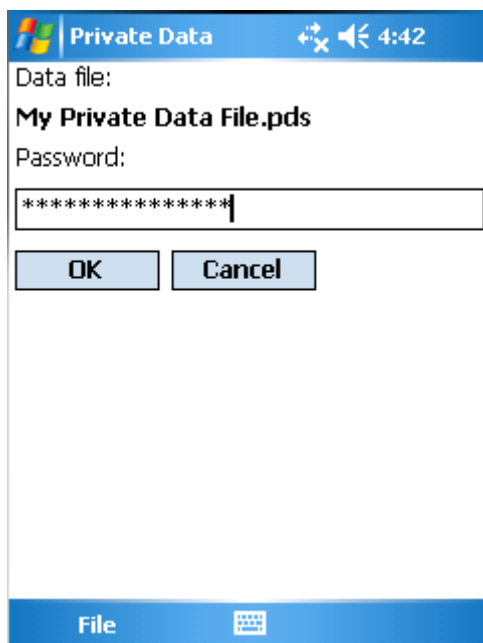 Private Data 4:42
Data file:
My Private Data File.pds
Password:
***************
OK Cancel
File